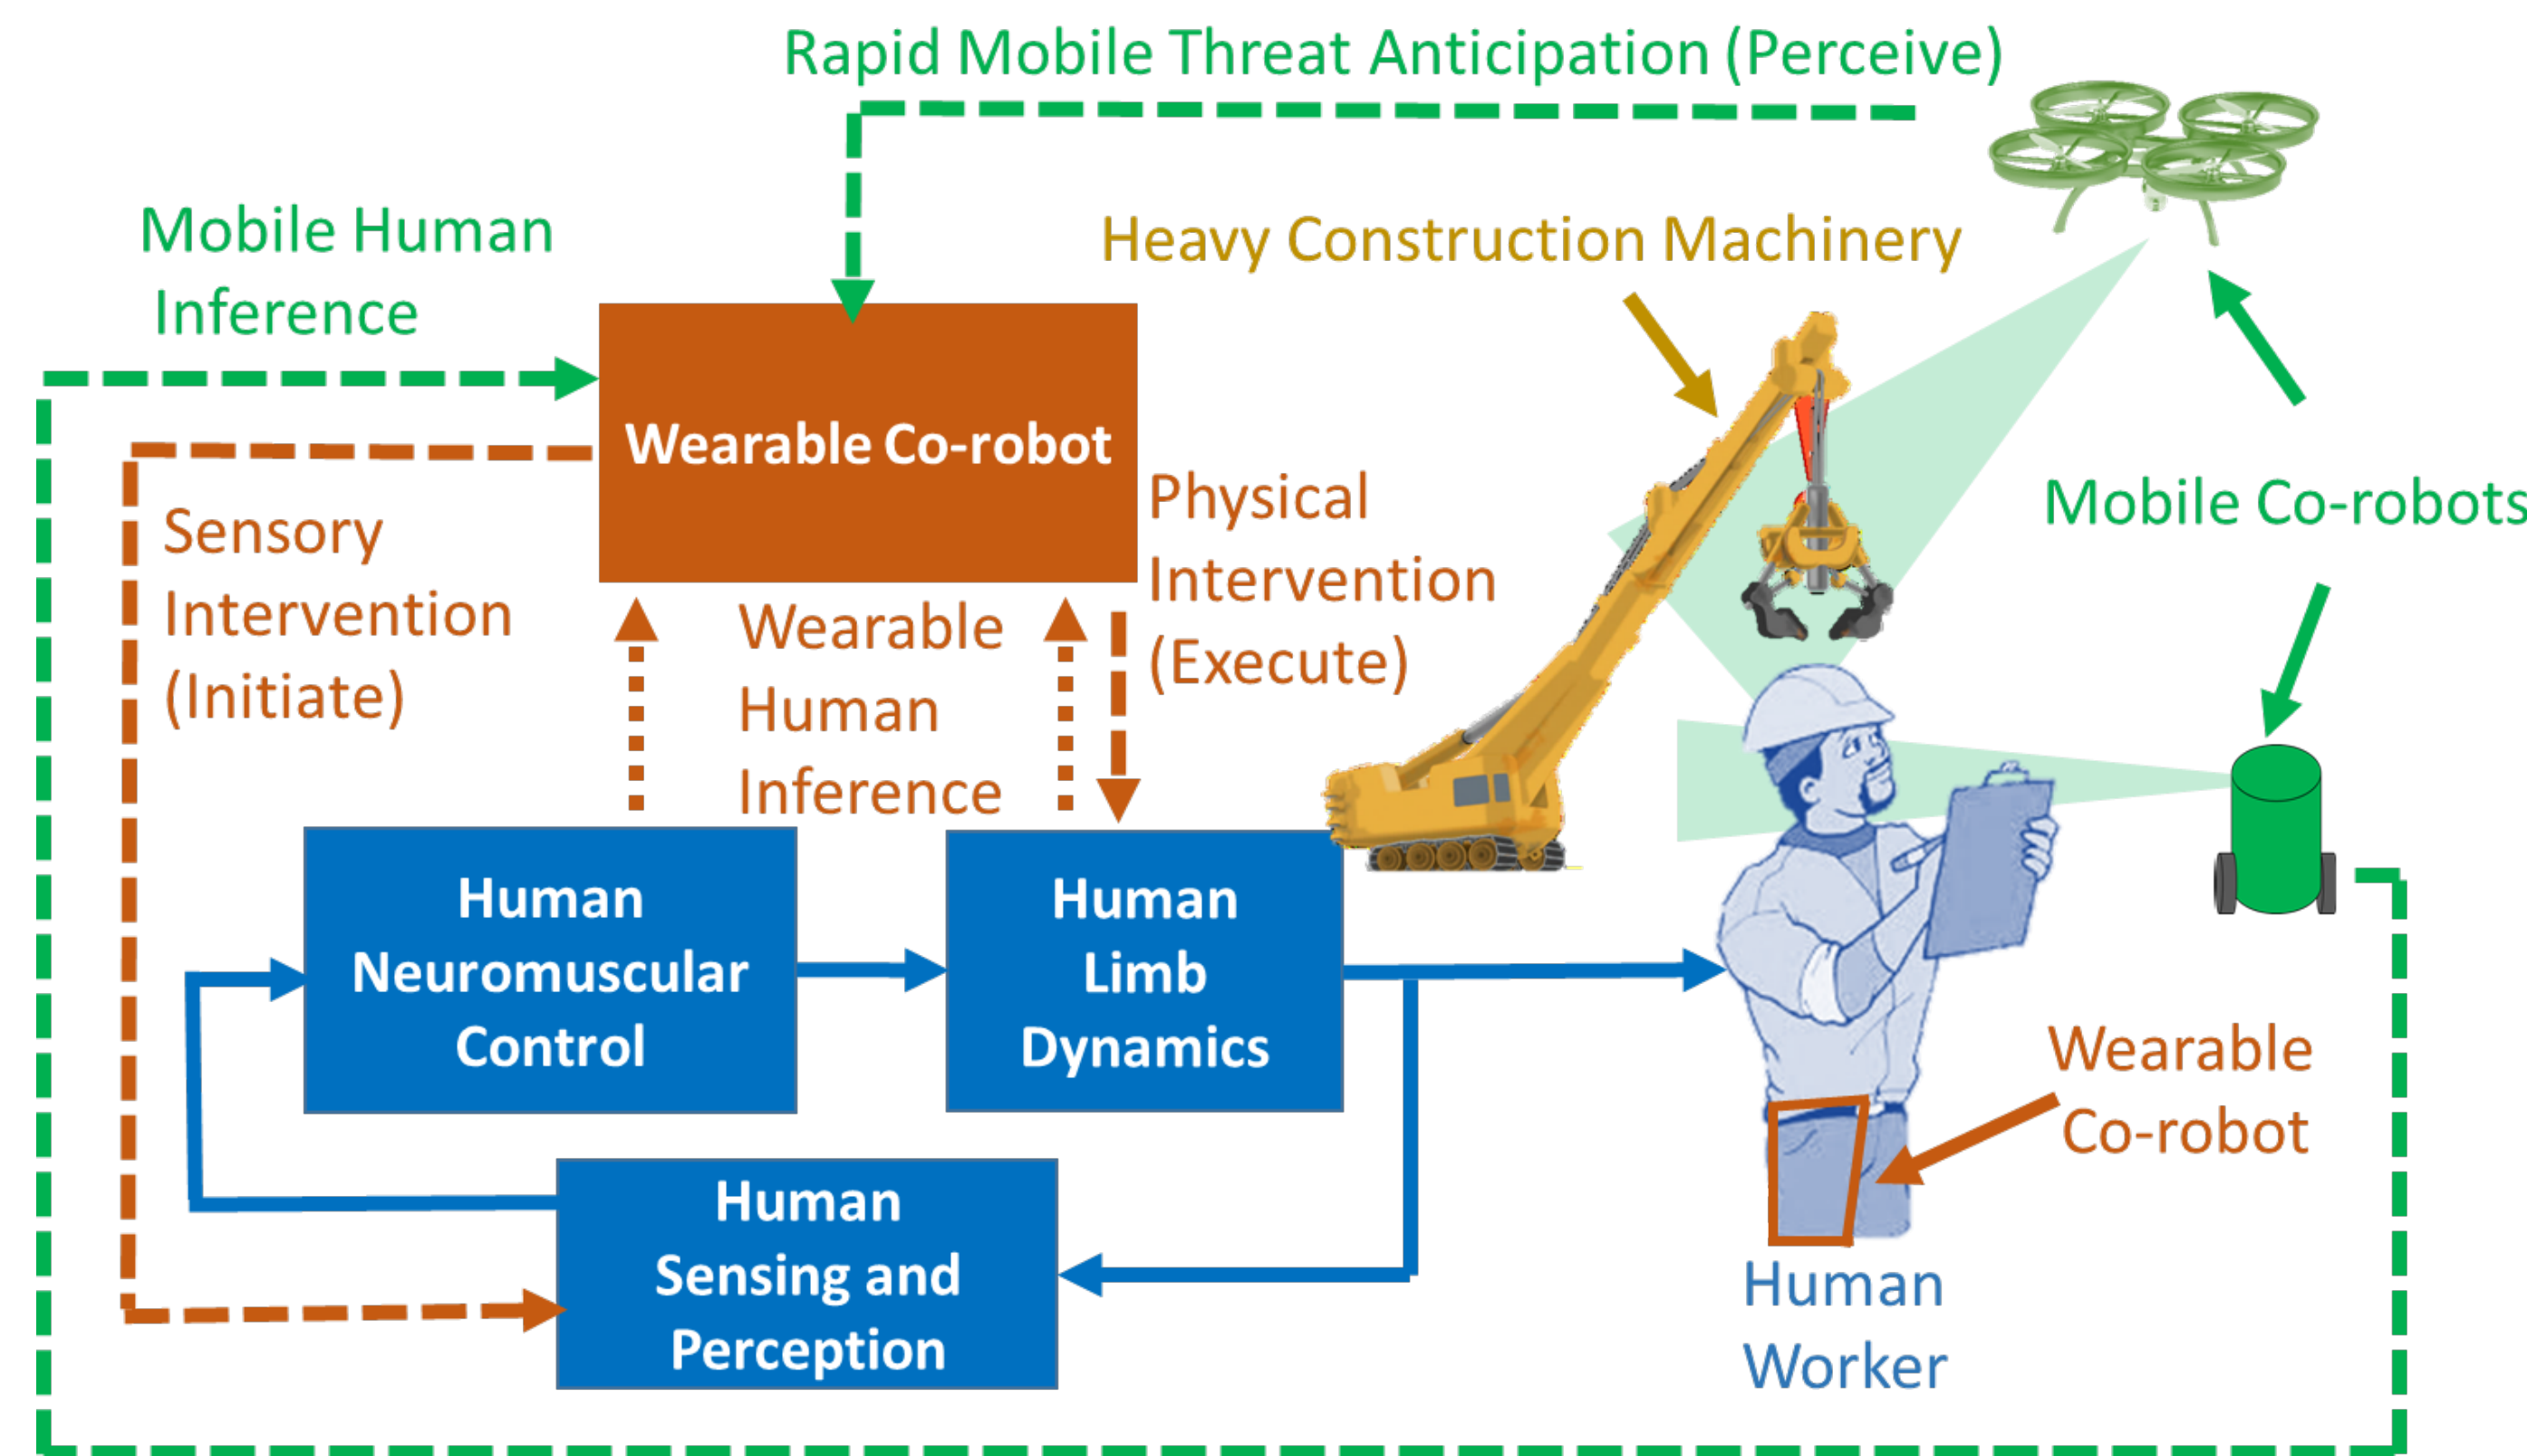 Rapid Mobile Threat Anticipation (Perceive)
Mobile Human
Inference
Heavy Construction Machinery
Wearable Co-robot
Sensory
Intervention
(Initiate)
Wearable
Human
Inference
Physical
Intervention
(Execute)
Mobile Co-robots
Human
Neuromuscular
Control
Human
Limb
Dynamics
Human
Sensing and
Perception
Wearable
Co-robot
Human
Worker